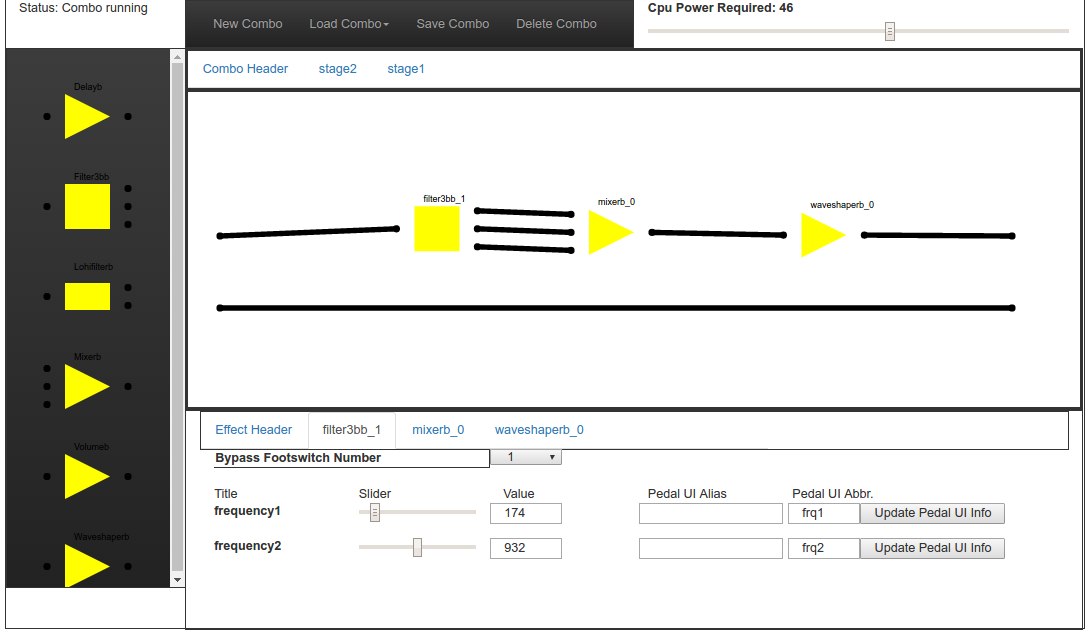 Status: Combo running
New Combo Load Combo Save Combo Delete Combo
Cpu Power Required: 46
Combo Header stage2 stage1
Delayb
Filter3bb
Lohifilterb
Mixerb
Volumeb
Waveshaperb
filter3bb_1
mixerb_0
waveshaperb_0
Effect Header filter3bb_1 mixerb_0 waveshaperb_0
Bypass Footswitch Number 1
Title Slider Value Pedal UI Alias Pedal UI Abbr.
frequency1 174 frq1 Update Pedal UI Info
frequency2 932 frq2 Update Pedal UI Info